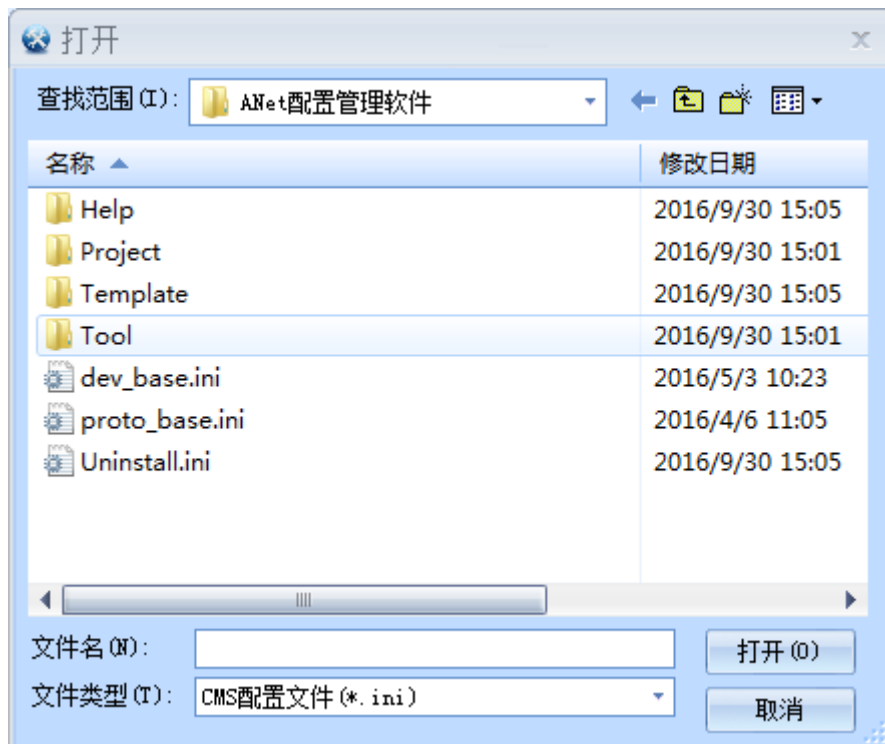 打开
查找范围(I): ANet配置管理软件
名称 修改日期
Help 2016/9/30 15:05
Project 2016/9/30 15:01
Template 2016/9/30 15:05
Tool 2016/9/30 15:01
dev_base.ini 2016/5/3 10:23
proto_base.ini 2016/4/6 11:05
Uninstall.ini 2016/9/30 15:05
文件名(N): 打开(O)
文件类型(T): CMS配置文件(*.ini) 取消